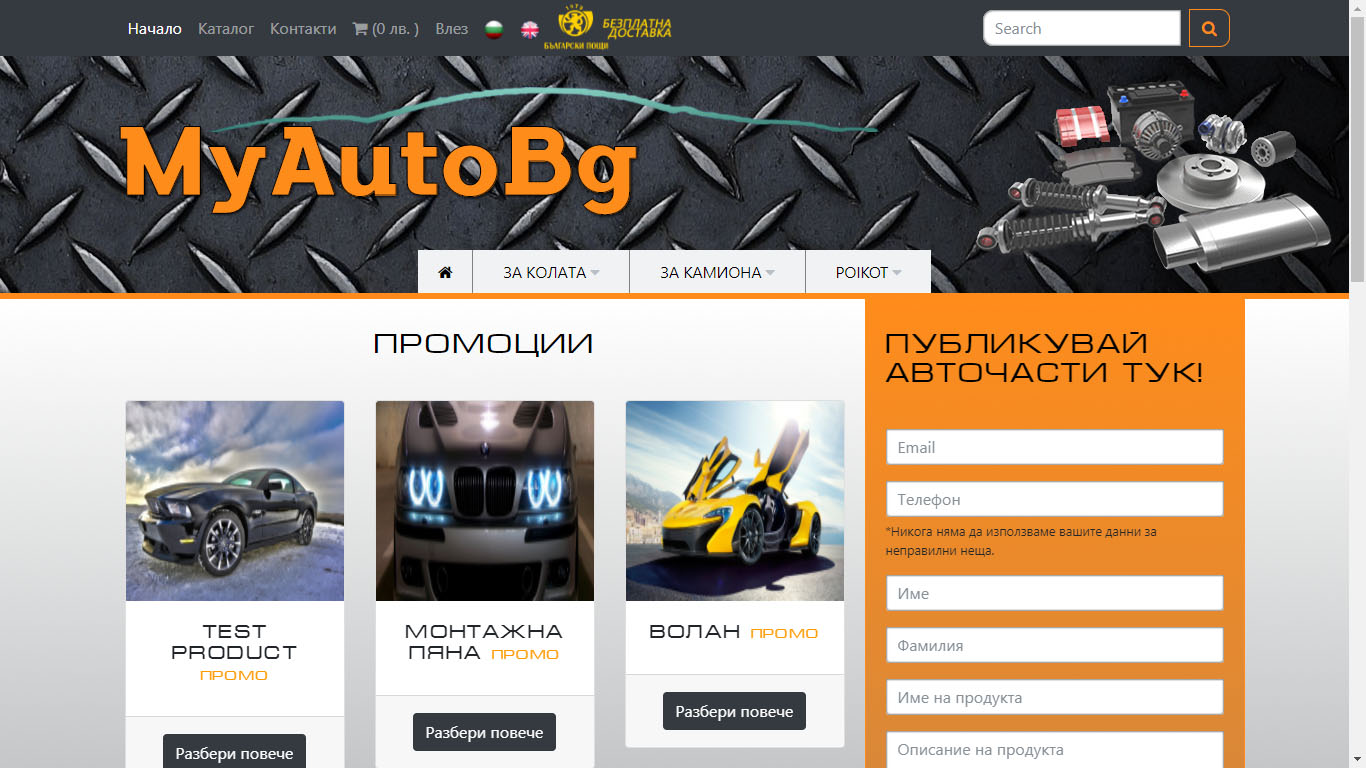 Начало Каталог Контакти (0 лв. ) Влез
1879
БЪЛГАРСКИ ПОЩИ
БЕЗПЛАТНА
ДОСТАВКА
Search
MyAutoBg
ЗА КОЛАТА ЗА КАМИОНА POIKOT
ПРОМОЦИИ
TEST
PRODUCT
ПРОМО
Разбери повече
МОНТАЖНА
ПЯНА ПРОМО
Разбери повече
ВОЛАН ПРОМО
Разбери повече
ПУБЛИКУВАЙ
АВТОЧАСТИ ТУК!
Email
Телефон
*Никога няма да използваме вашите данни за
неправилни неща.
Име
Фамилия
Име на продукта
Описание на продукта